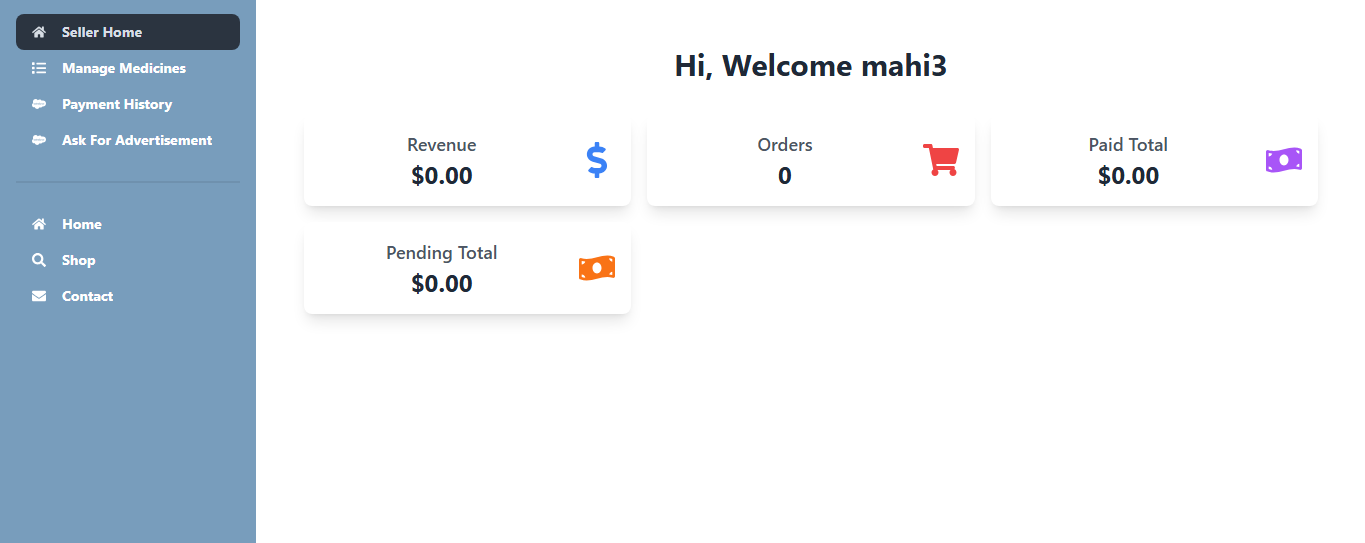 Seller Home
Manage Medicines
Payment History
Ask For Advertisement
Home
Shop
Contact
Hi, Welcome mahi3
Revenue
$0.00
Orders
0
Paid Total
$0.00
Pending Total
$0.00